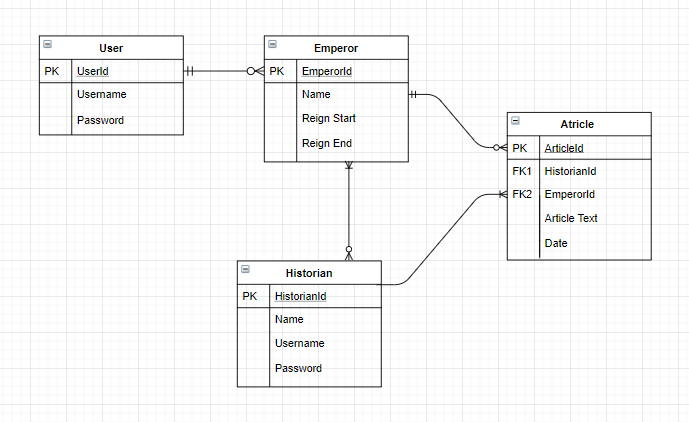 User
PK UserId
Username
Password
Emperor
PK EmperorId
Name
Reign Start
Reign End
Atricle
PK ArticleId
FK1 HistorianId
FK2 EmperorId
Article Text
Date
Historian
PK HistorianId
Name
Username
Password